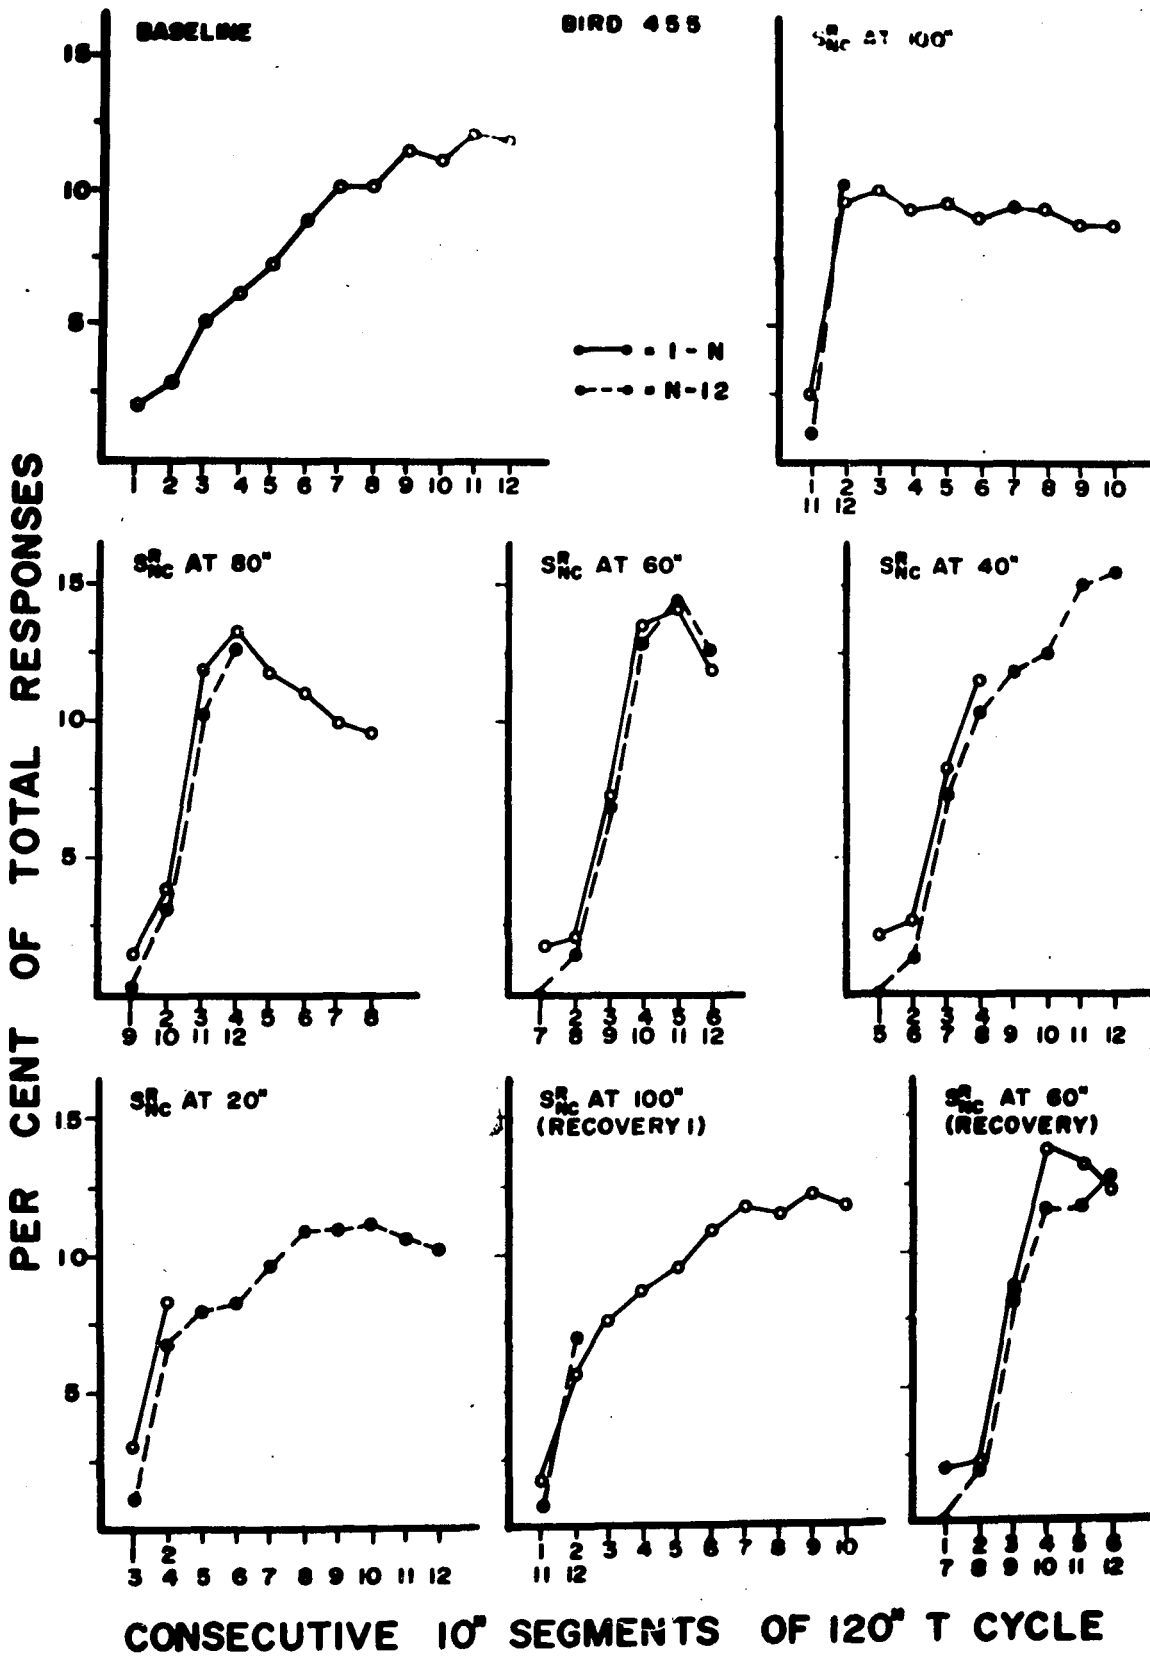 BASELINE
BIRD 455
S^R_NC AT 100"
15
10
5
1 2 3 4 5 6 7 8 9 10 11 12
= 1-N
= N-12
1 2 3 4 5 6 7 8 9 10
11 12
S^R_NC AT 80"
15
10
5
1 2 3 4 5 6 7 8
9 10 11 12
S^R_NC AT 60"
1 2 3 4 5 6
7 8 9 10 11 12
S^R_NC AT 40"
1 2 3 4
5 6 7 8 9 10 11 12
S^R_NC AT 20"
15
10
5
1 2
3 4 5 6 7 8 9 10 11 12
S^R_NC AT 100"
(RECOVERY 1)
1 2 3 4 5 6 7 8 9 10
11 12
S^R_NC AT 60"
(RECOVERY)
1 2 3 4 5 6
7 8 9 10 11 12
PER CENT OF TOTAL RESPONSES
CONSECUTIVE 10" SEGMENTS OF 120" T CYCLE